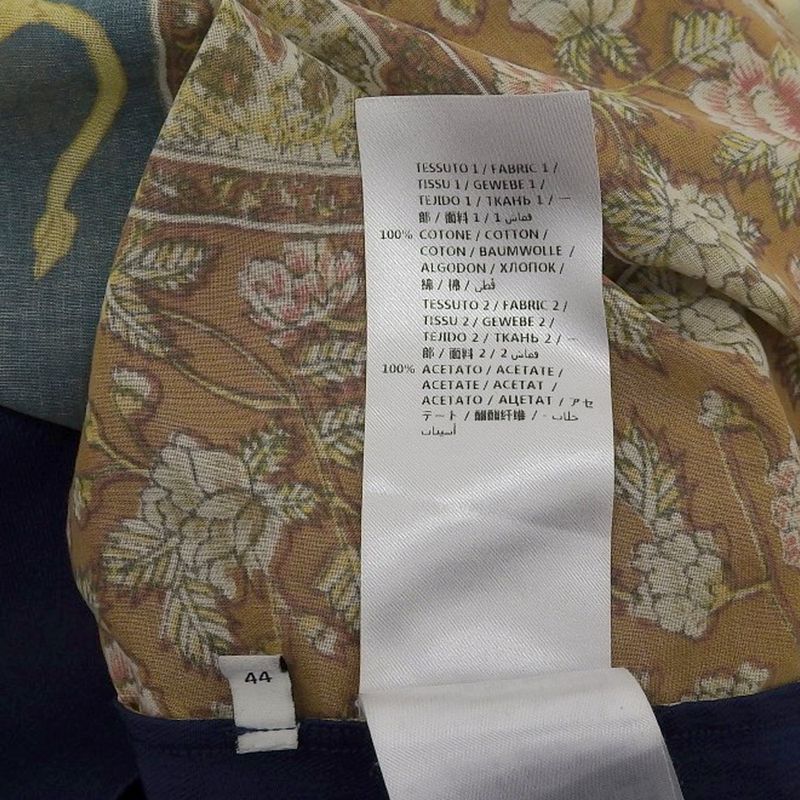 TESSUTO 1 / FABRIC 1 /
TISSU 1 / GEWEBE 1 /
TEJIDO 1 / ТКАНЬ 1 / 一
部 / 面料 1 / 1 قماش
100% COTONE / COTTON /
COTON / BAUMWOLLE /
ALGODON / ХЛОПОК /
綿 / 棉 / قطن
TESSUTO 2 / FABRIC 2 /
TISSU 2 / GEWEBE 2 /
TEJIDO 2 / ТКАНЬ 2 / 一
部 / 面料 2 / 2 قماش
100% ACETATO / ACETATE /
ACETATE / ACETAT /
ACETATO / АЦЕТАТ / アセ
テート / 醋酯纤维 / خلات -
أسيتات
44